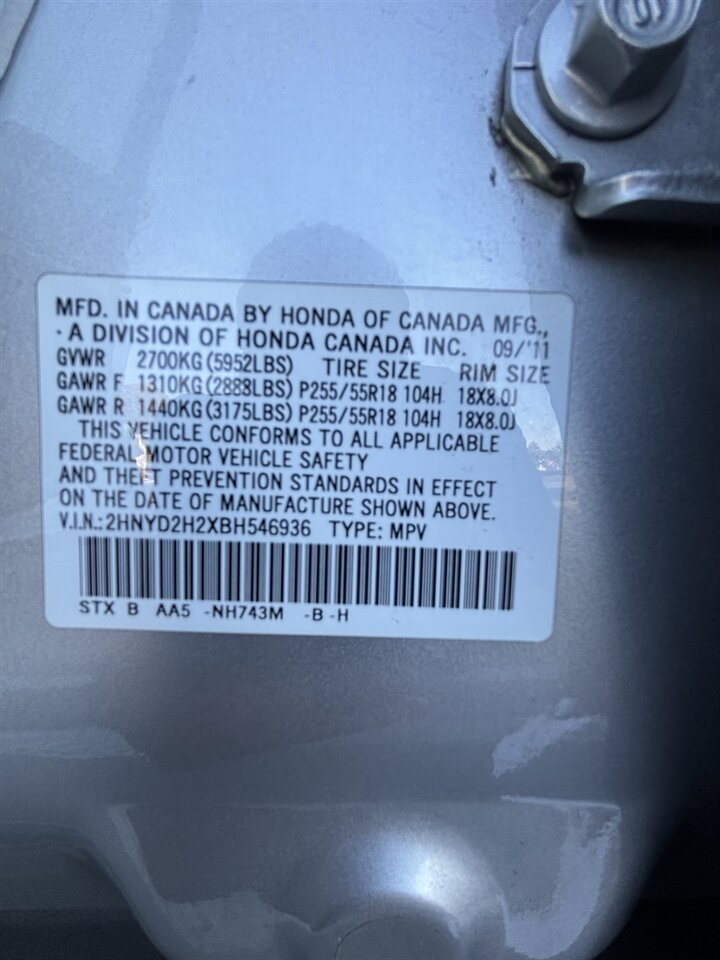 MFD. IN CANADA BY HONDA OF CANADA MFG.,
A DIVISION OF HONDA CANADA INC. 09/'11
GVWR 2700KG (5952LBS) TIRE SIZE RIM SIZE
GAWR F 1310KG (2888LBS) P255/55R18 104H 18X8.0J
GAWR R 1440KG (3175LBS) P255/55R18 104H 18X8.0J
THIS VEHICLE CONFORMS TO ALL APPLICABLE
FEDERAL MOTOR VEHICLE SAFETY
AND THEFT PREVENTION STANDARDS IN EFFECT
ON THE DATE OF MANUFACTURE SHOWN ABOVE.
V.I.N.:2HNYD2H2XBH546936 TYPE: MPV
STX B AA5 -NH743M -B -H